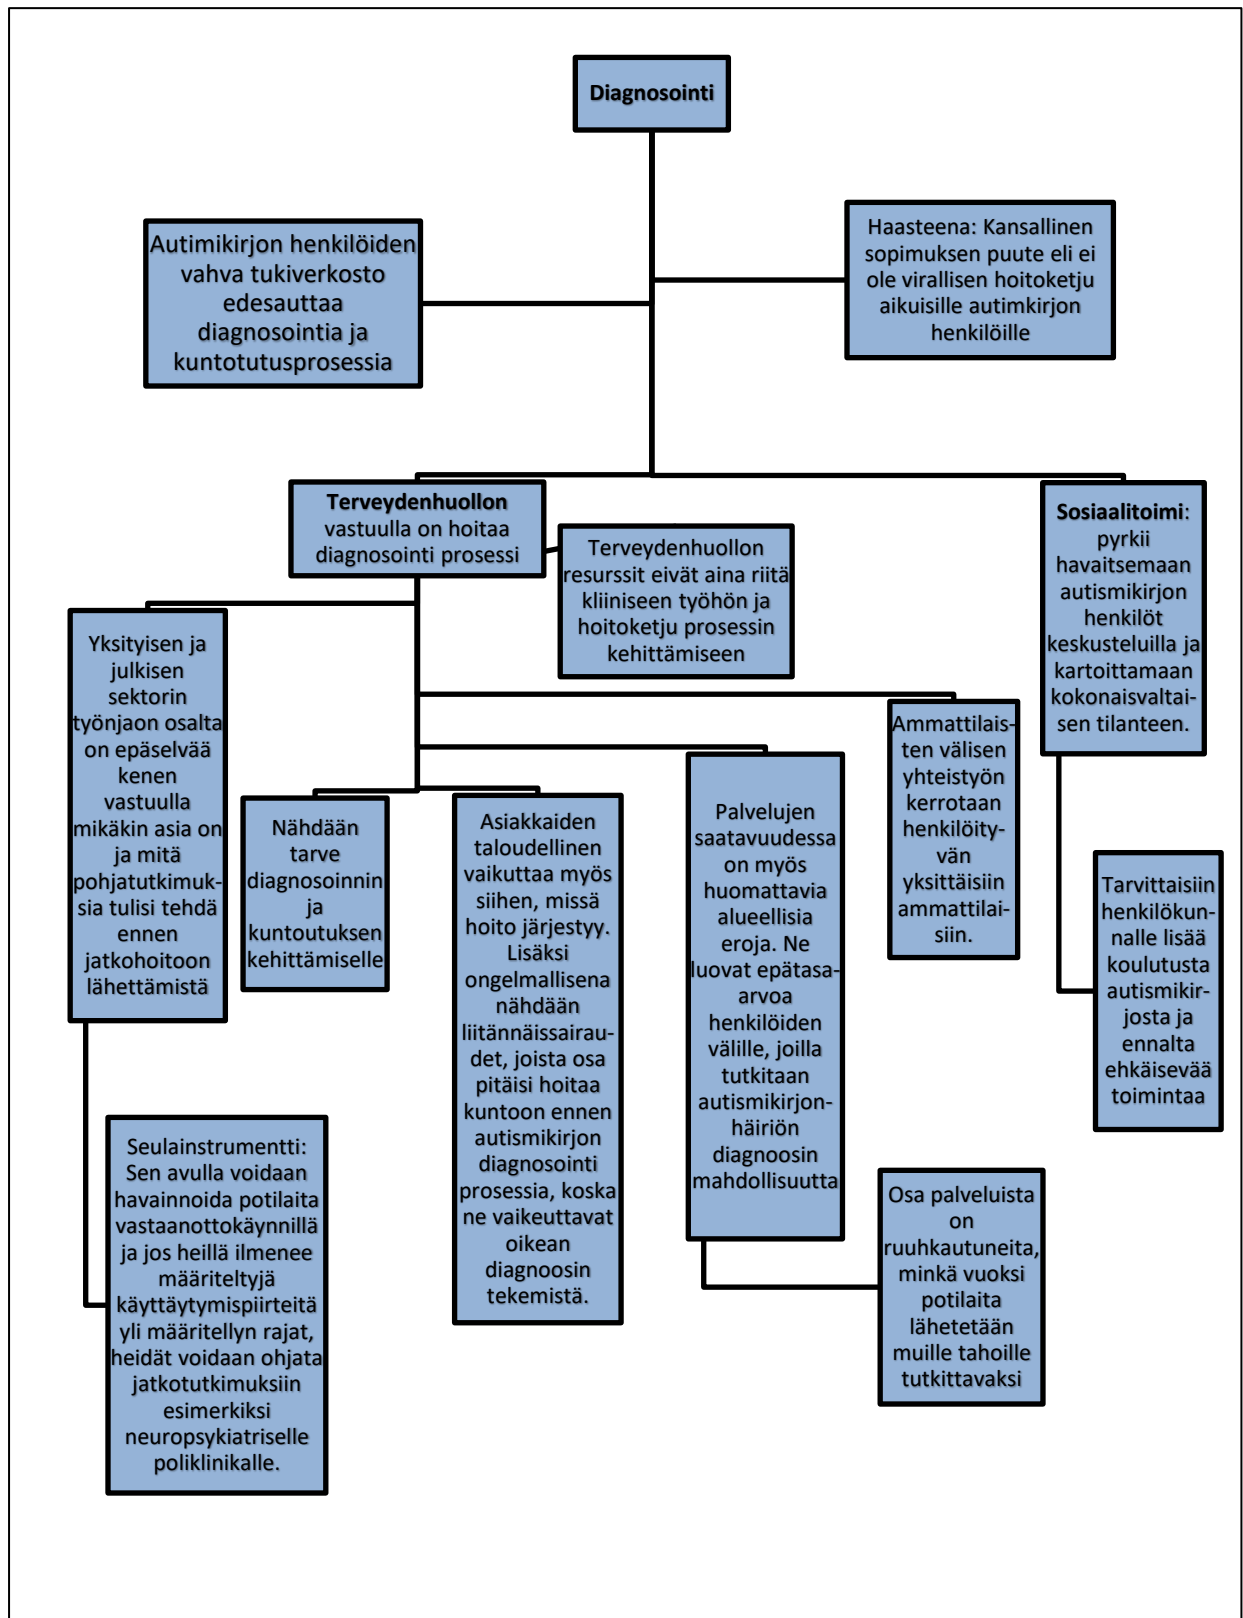 Diagnosointi
Autimikirjon henkilöiden
vahva tukiverkosto
edesauttaa
diagnosointia ja
kuntotutusprosessia
Haasteena: Kansallinen
sopimuksen puute eli ei
ole virallisen hoitoketju
aikuisille autimkirjon
henkilöille
Terveydenhuollon
vastuulla on hoitaa
diagnosointi prosessi
Terveydenhuollon
resurssit eivät aina riitä
kliiniseen työhön ja
hoitoketju prosessin
kehittämiseen
Sosiaalitoimi:
pyrkii
havaitsemaan
autismikirjon
henkilöt
keskusteluilla ja
kartoittamaan
kokonaisvaltai-
sen tilanteen.
Yksityisen ja
julkisen
sektorin
työnjaon osalta
on epäselvää
kenen
vastuulla
mikäkin asia on
ja mitä
pohjatutkimuk-
sia tulisi tehdä
ennen
jatkohoitoon
lähettämistä
Nähdään
tarve
diagnosoinnin
ja
kuntoutuksen
kehittämiselle
Asiakkaiden
taloudellinen
vaikuttaa myös
siihen, missä
hoito järjestyy.
Lisäksi
ongelmallisena
nähdään
liitännäissairau-
det, joista osa
pitäisi hoitaa
kuntoon ennen
autismikirjon
diagnosointi
prosessia, koska
ne vaikeuttavat
oikean
diagnoosin
tekemistä.
Palvelujen
saatavuudessa
on myös
huomattavia
alueellisia
eroja. Ne
luovat epätasa-
arvoa
henkilöiden
välille, joilla
tutkitaan
autismikirjon-
häiriön
diagnoosin
mahdollisuutta
Ammattilais-
ten välisen
yhteistyön
kerrotaan
henkilöity-
vän
yksittäisiin
ammattilai-
siin.
Tarvittaisiin
henkilökun-
nalle lisää
koulutusta
autismikir-
josta ja
ennalta
ehkäisevää
toimintaa
Seulainstrumentti:
Sen avulla voidaan
havainnoida potilaita
vastaanottokäynnillä
ja jos heillä ilmenee
määriteltyjä
käyttäytymispiirteitä
yli määritellyn rajat,
heidät voidaan ohjata
jatkotutkimuksiin
esimerkiksi
neuropsykiatriselle
poliklinikalle.
Osa palveluista
on
ruuhkautuneita,
minkä vuoksi
potilaita
lähetetään
muille tahoille
tutkittavaksi